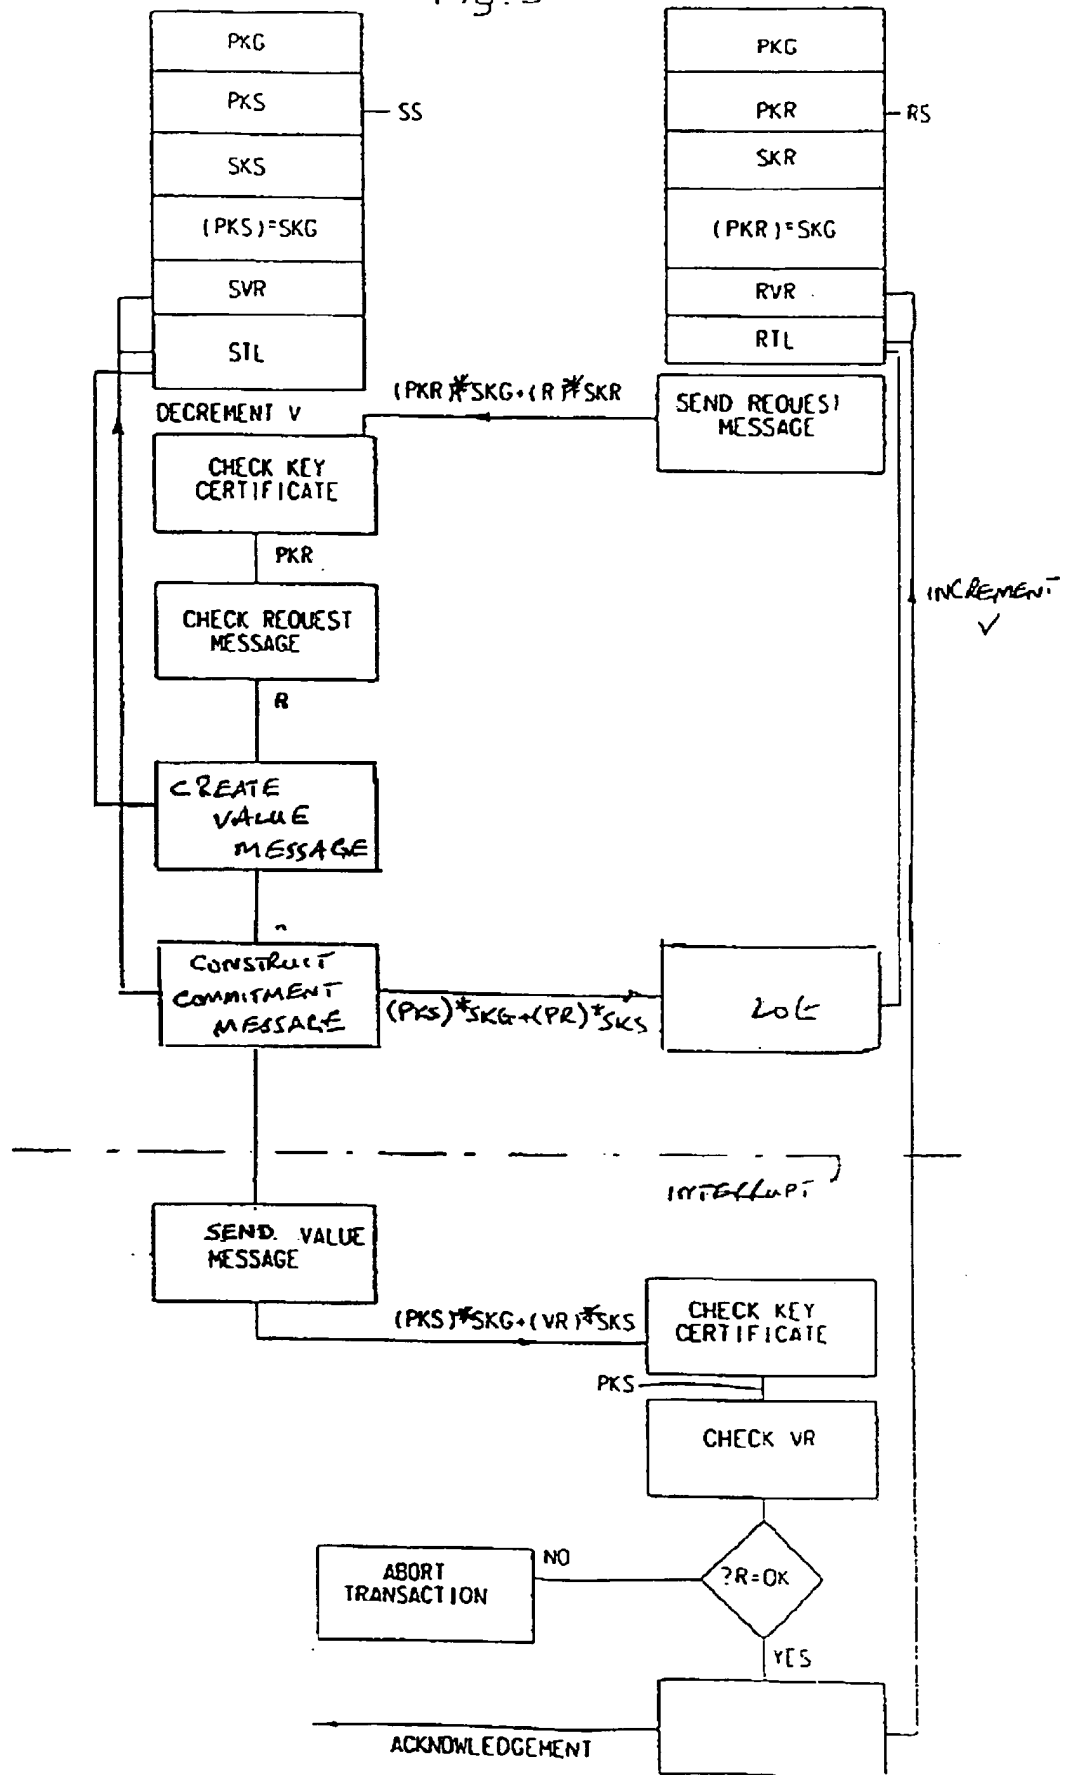 PKG
PKS
SS
SKS
(PKS)*SKG
SVR
STL
PKG
PKR
RS
SKR
(PKR)*SKG
RVR
RTL
DECREMENT V
(PKR)*SKG+(R)*SKR
SEND REQUEST
MESSAGE
CHECK KEY
CERTIFICATE
PKR
CHECK REQUEST
MESSAGE
R
INCREMENT
V
CREATE
VALUE
MESSAGE
CONSTRUCT
COMMITMENT
MESSAGE
(PKS)*SKG+(PR)*SKS
INTERRUPT
SEND VALUE
MESSAGE
(PKS)*SKG+(VR)*SKS
CHECK KEY
CERTIFICATE
PKS
CHECK VR
?R=OK
NO
ABORT
TRANSACTION
YES
ACKNOWLEDGEMENT